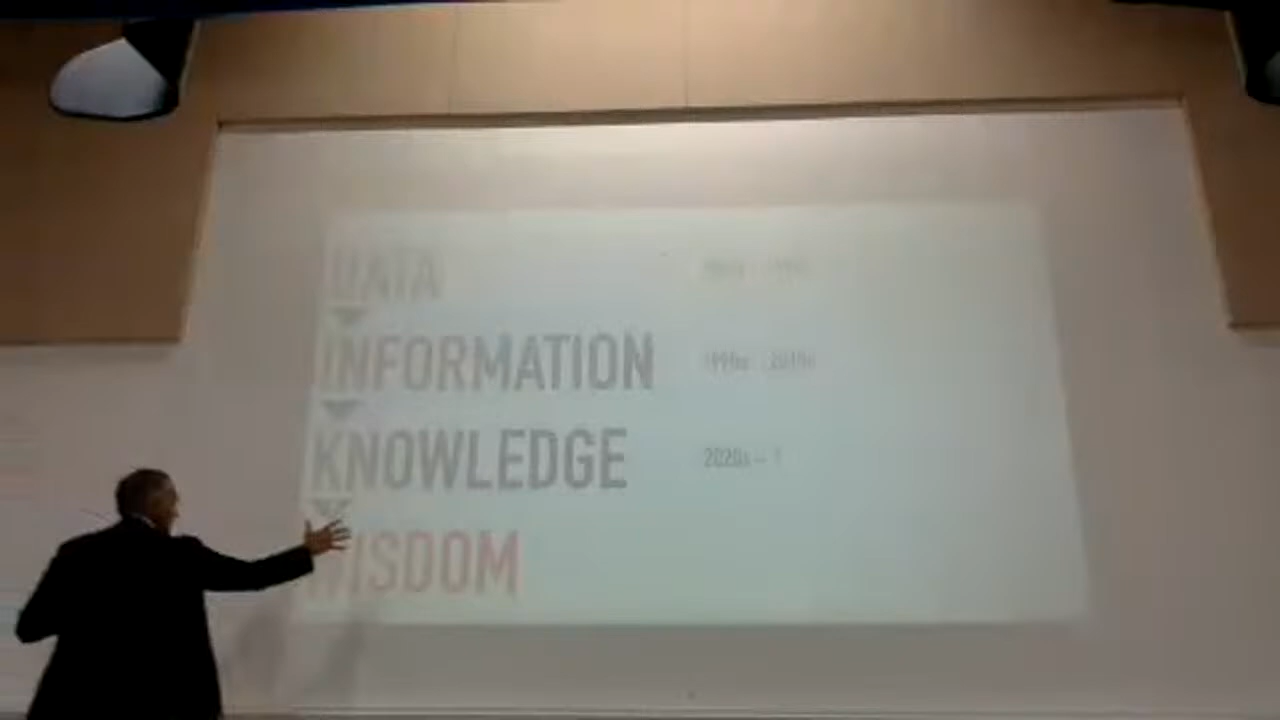 DATA
INFORMATION 1990s - 2010s
KNOWLEDGE 2020s - ?
WISDOM